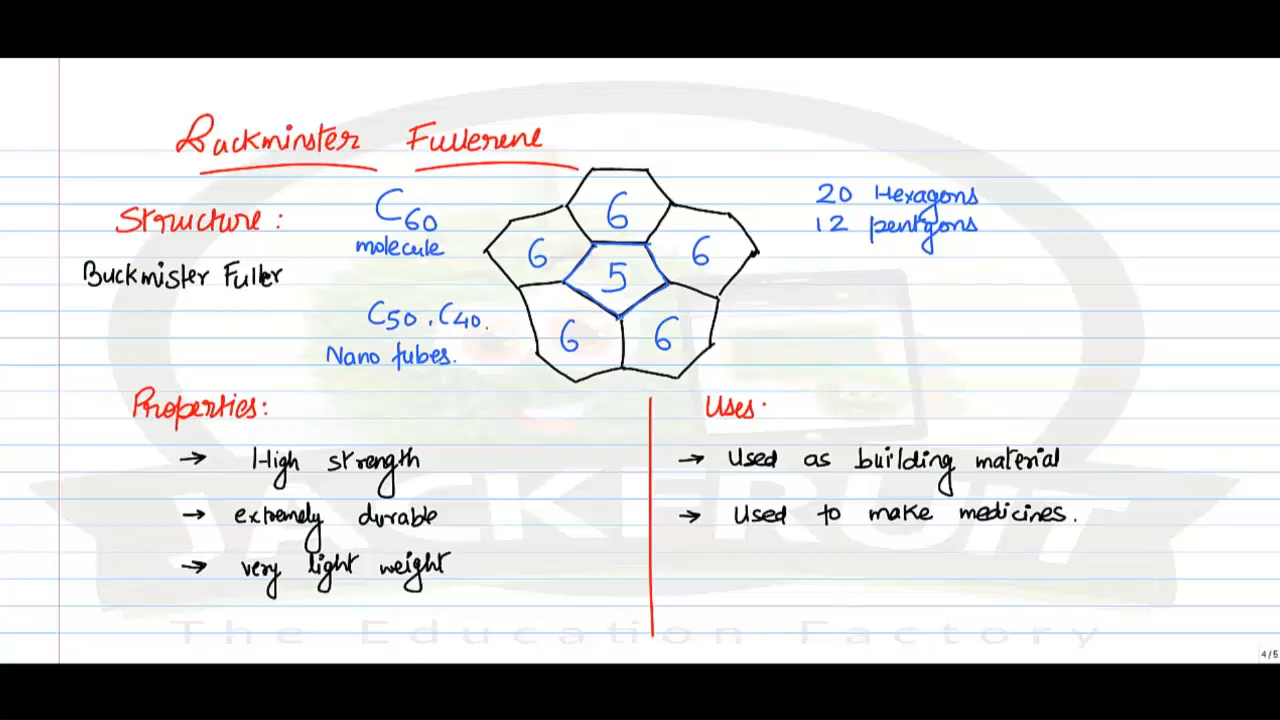 Buckminster Fullerene
Structure :
C60
molecule
Buckmister Fuller
C50 , C40.
Nano tubes.
6
6
6
5
6
6
20 Hexagons
12 pentgons
Properties:
→ High strength
→ extremely durable
→ very light weight
Uses.
→ Used as building material
→ Used to make medicines.
JACKFRUIT
The Education Factory
4/5